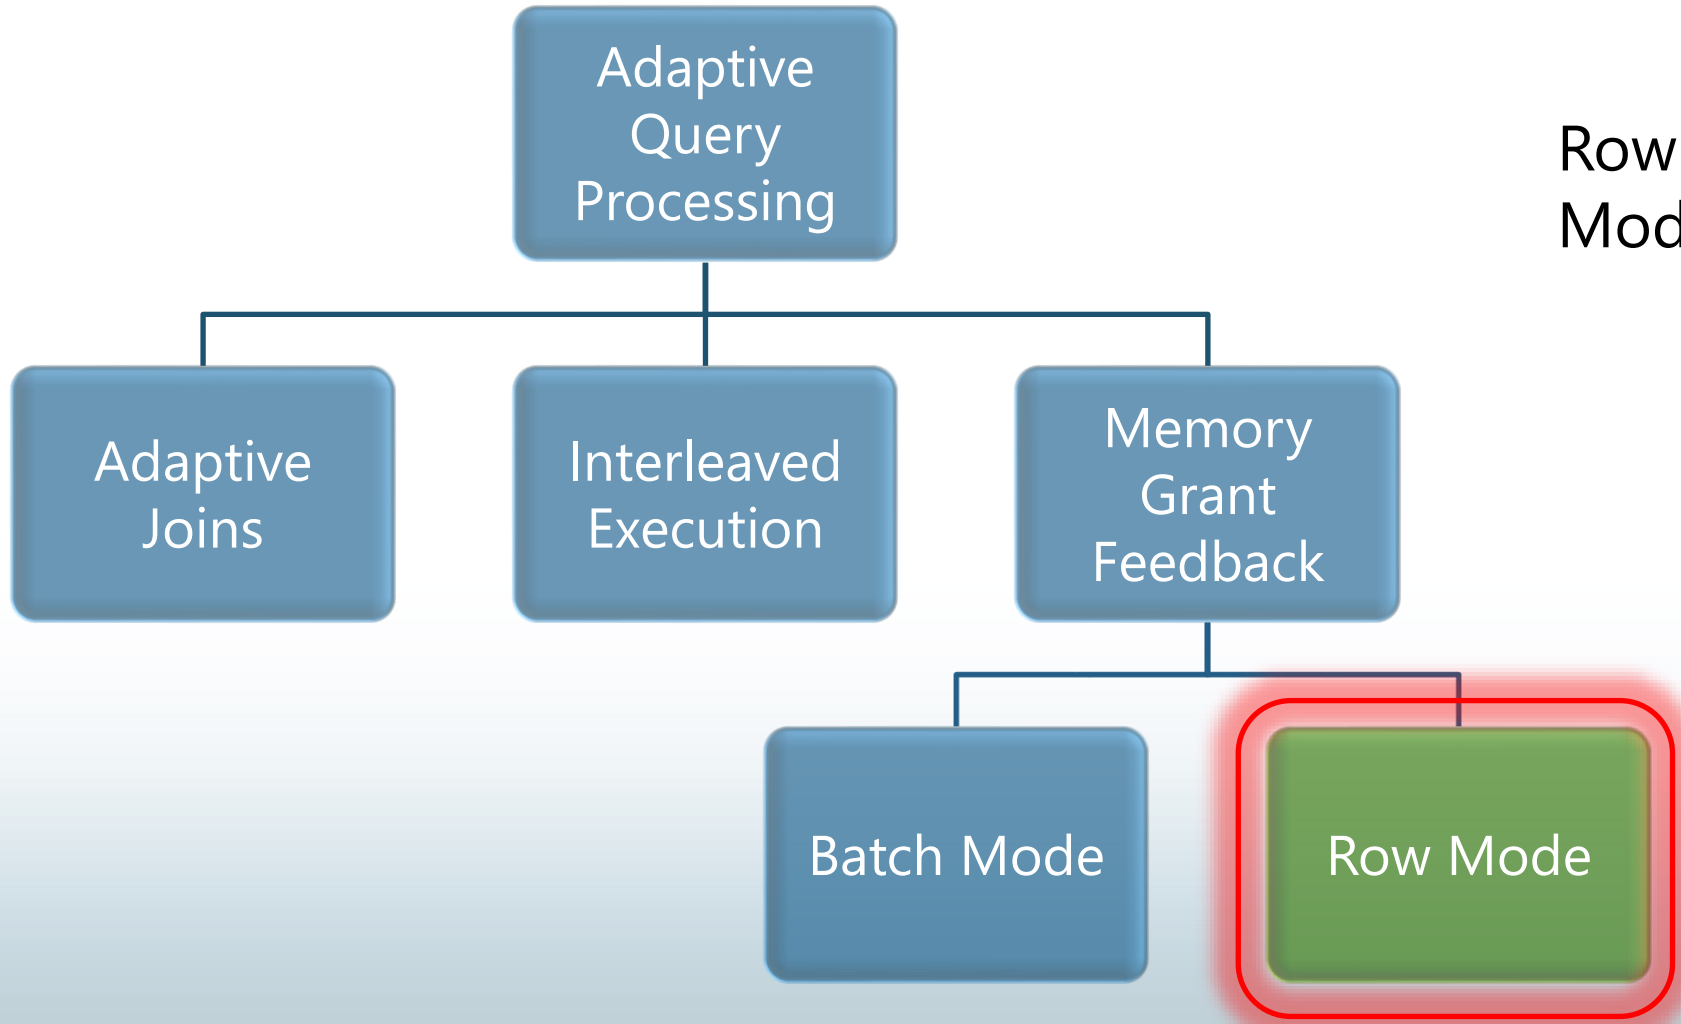 Adaptive
Query
Processing
Row
Adaptive
Joins
Interleaved
Execution
Memory
Grant
Feedback
Batch Mode
Row Mode